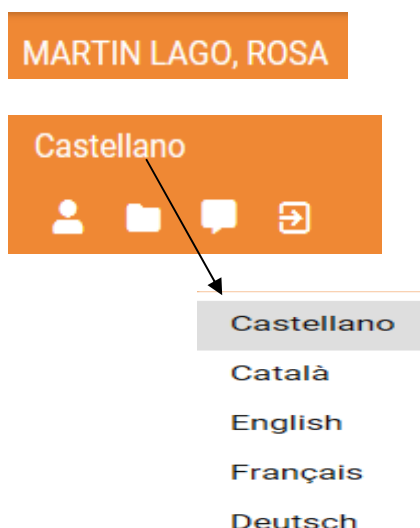 MARTIN LAGO, ROSA
Castellano
Castellano
Català
English
Français
Deutsch